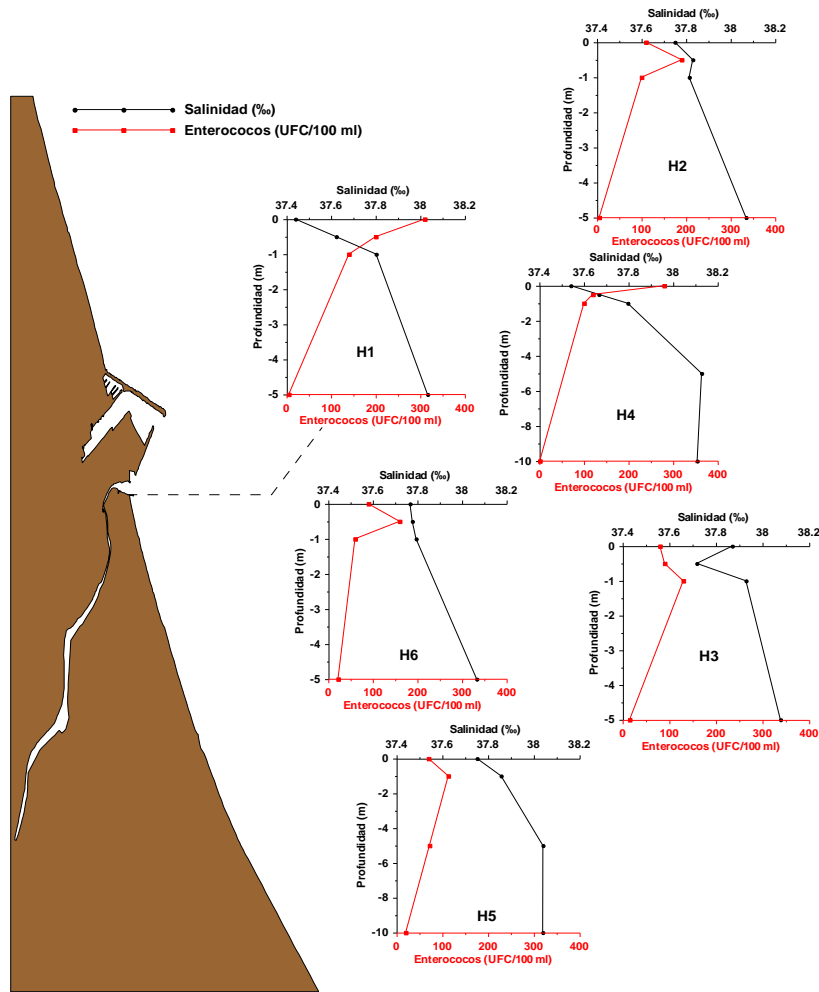 Salinidad (‰)
37.4 37.6 37.8 38 38.2
0
-1
-2
-3
-4
-5
Profundidad (m)
H2
0 100 200 300 400
Enterococos (UFC/100 ml)
Salinidad (‰)
Enterococos (UFC/100 ml)
Salinidad (‰)
37.4 37.6 37.8 38 38.2
0
-1
-2
-3
-4
-5
Profundidad (m)
H1
0 100 200 300 400
Enterococos (UFC/100 ml)
Salinidad (‰)
37.4 37.6 37.8 38 38.2
0
-2
-4
-6
-8
-10
Profundidad (m)
H4
0 100 200 300 400
Enterococos (UFC/100 ml)
Salinidad (‰)
37.4 37.6 37.8 38 38.2
0
-1
-2
-3
-4
-5
Profundidad (m)
H6
0 100 200 300 400
Enterococos (UFC/100 ml)
Salinidad (‰)
37.4 37.6 37.8 38 38.2
0
-1
-2
-3
-4
-5
Profundidad (m)
H3
0 100 200 300 400
Enterococos (UFC/100 ml)
Salinidad (‰)
37.4 37.6 37.8 38 38.2
0
-2
-4
-6
-8
-10
Profundidad (m)
H5
0 100 200 300 400
Enterococos (UFC/100 ml)